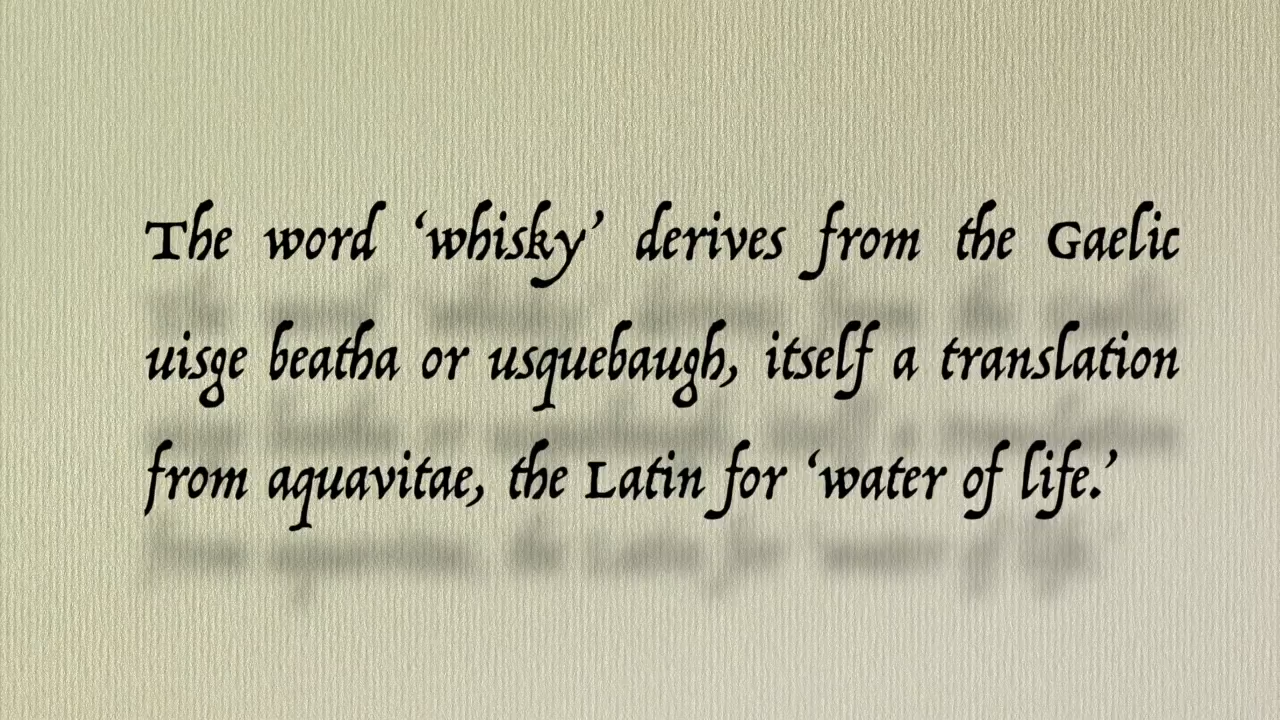 The word ‘whisky’ derives from the Gaelic
uisge beatha or usquebaugh, itself a translation
from aquavitae, the Latin for ‘water of life.’